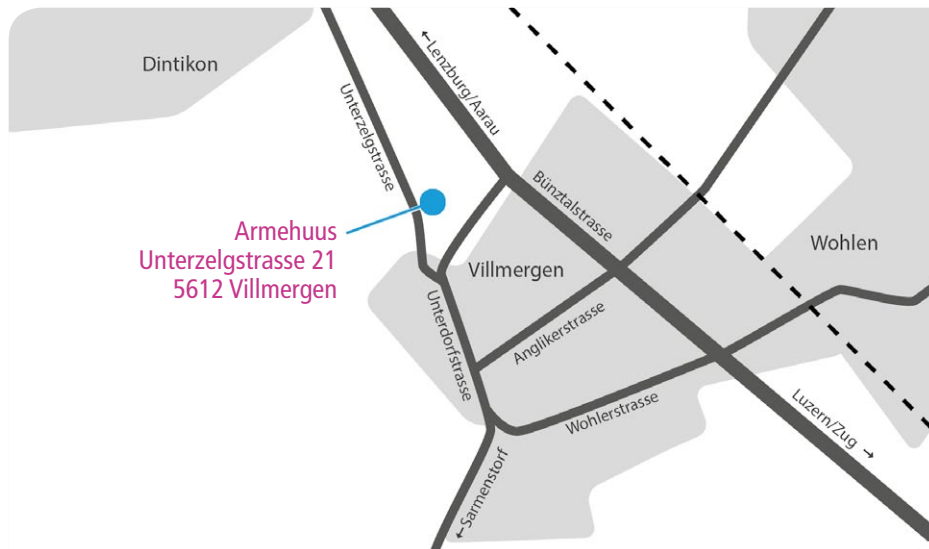 Dintikon
Unterzelgstrasse
← Lenzburg/Aarau
Bünztalstrasse
Armehuus
Unterzelgstrasse 21
5612 Villmergen
Villmergen
Wohlen
Unterdorfstrasse
Anglikerstrasse
Wohlerstrasse
Luzern/Zug →
← Sarmenstorf